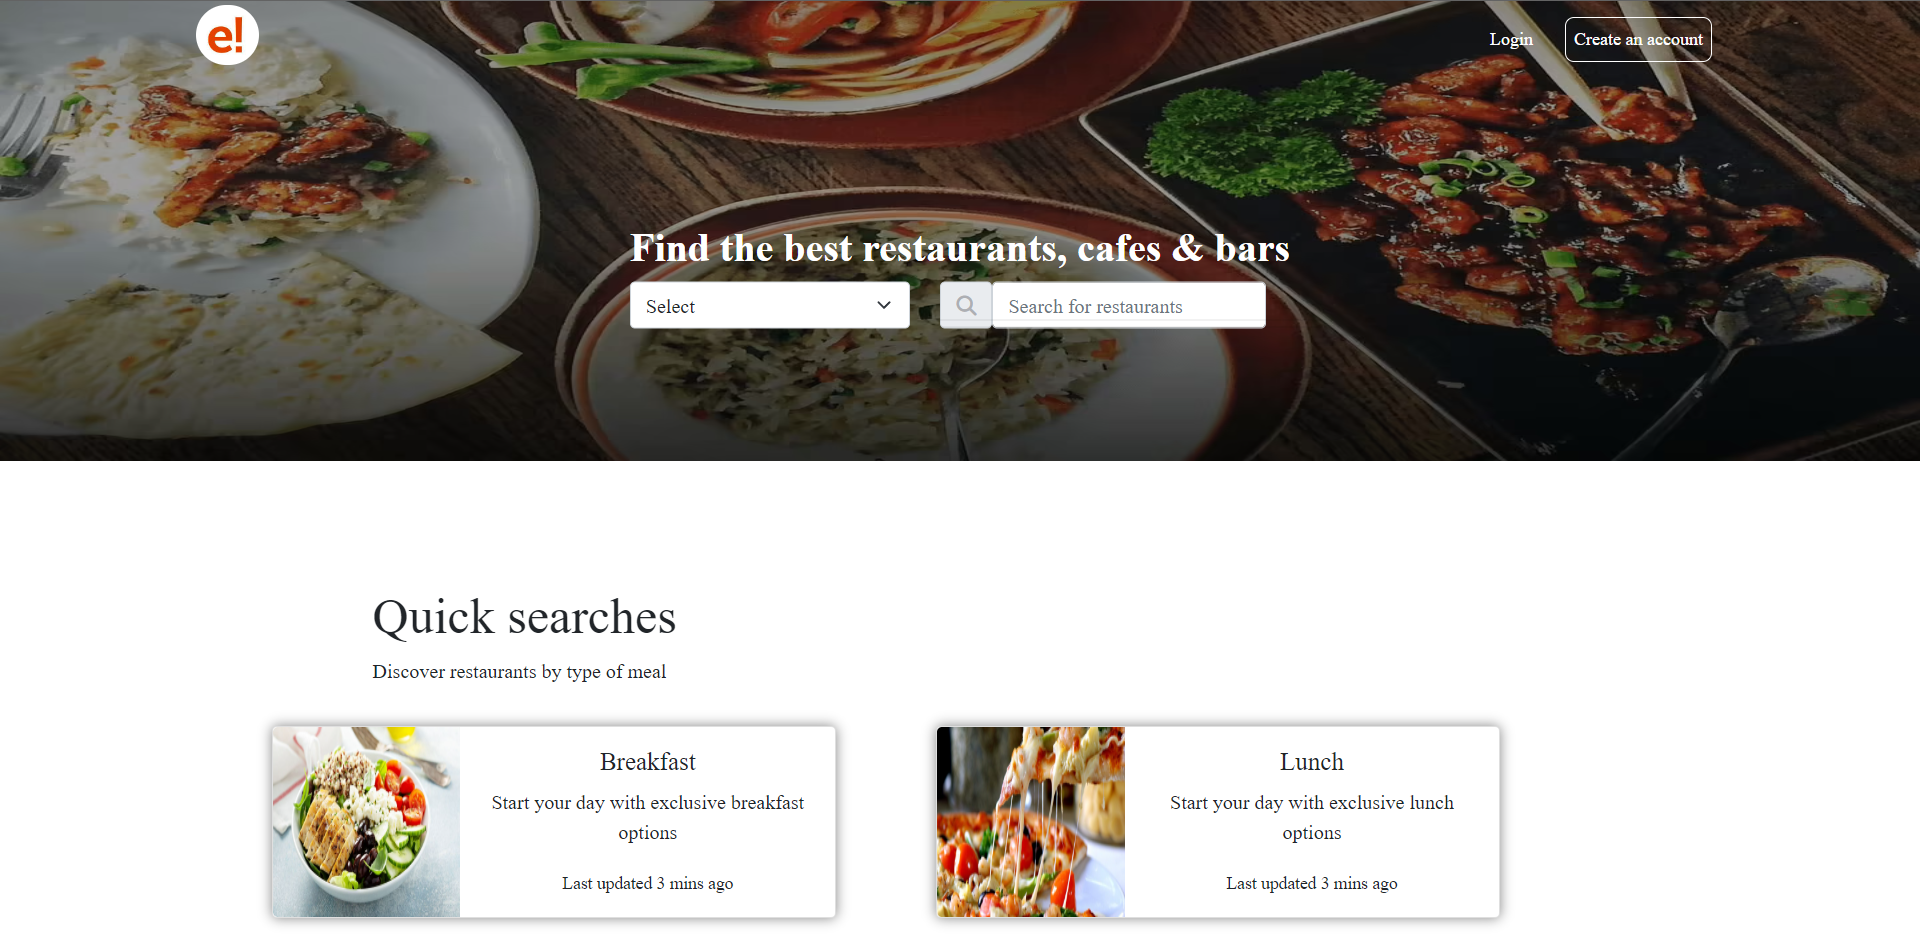 e!
Login
Create an account
Find the best restaurants, cafes & bars
Select
Search for restaurants
Quick searches
Discover restaurants by type of meal
Breakfast
Start your day with exclusive breakfast
options
Last updated 3 mins ago
Lunch
Start your day with exclusive lunch
options
Last updated 3 mins ago